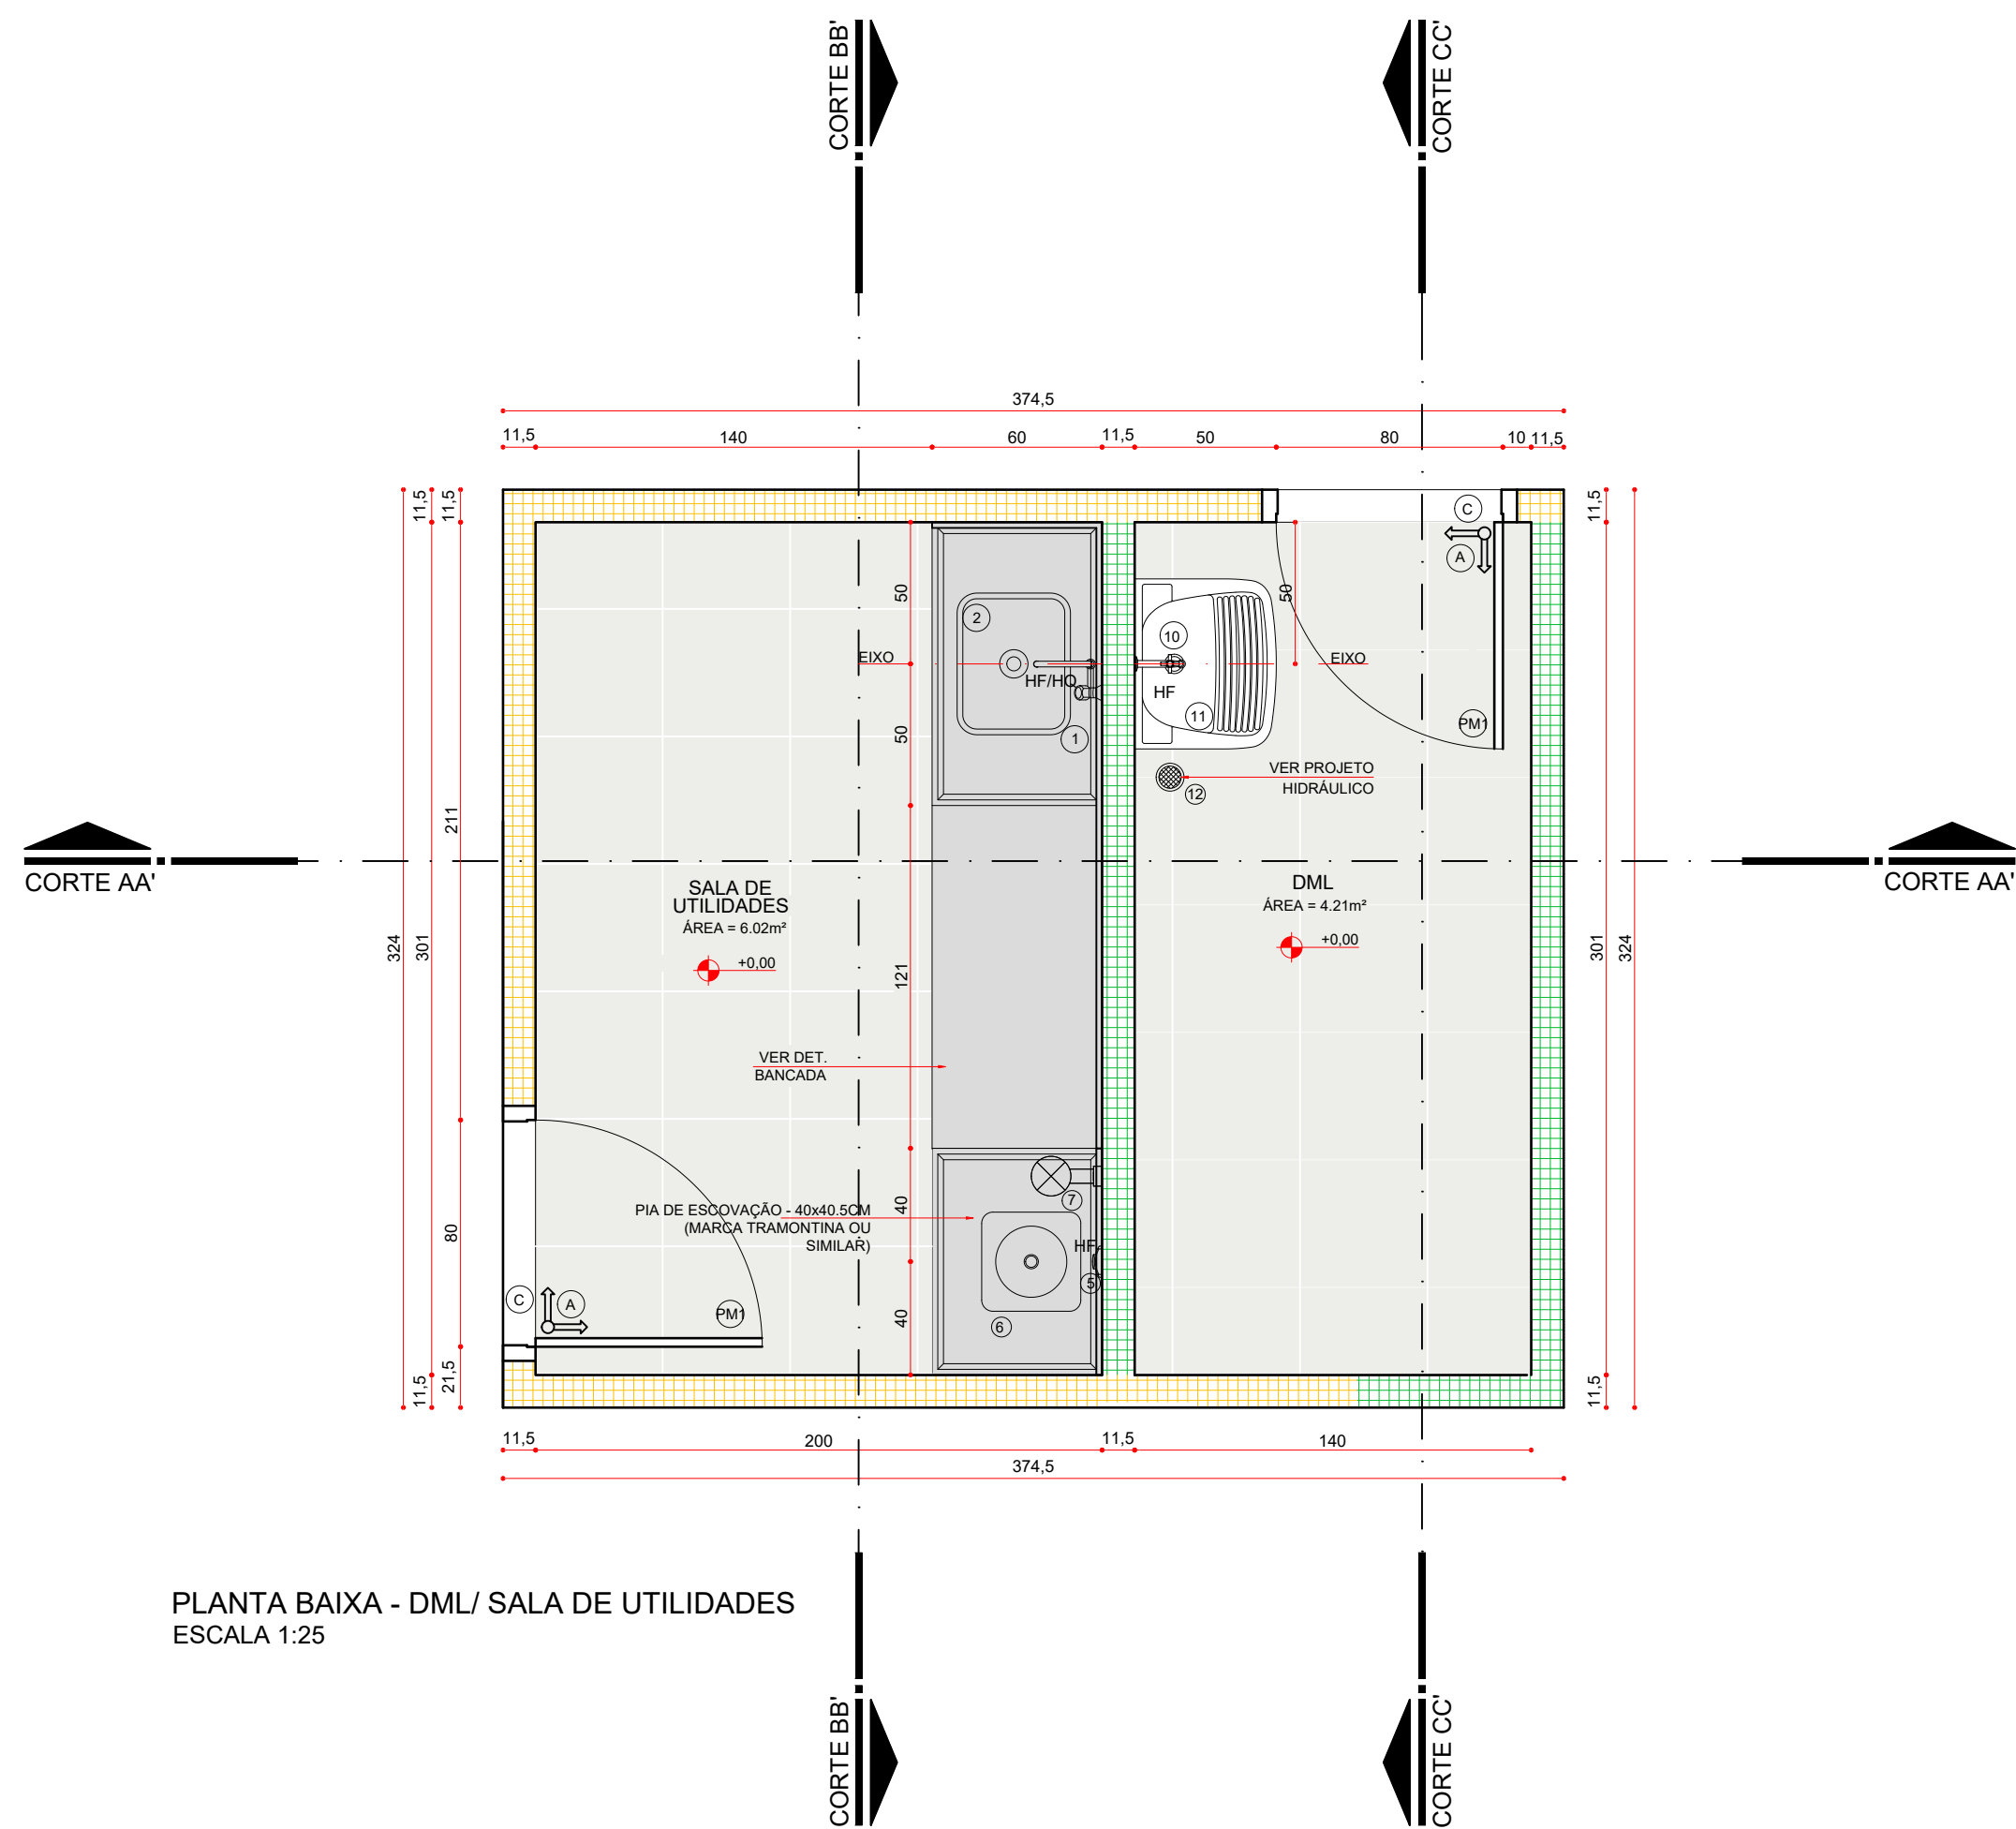 CORTE BB'
CORTE CC'
374,5
11,5
140
60
11,5
50
80
10
11,5
11,5
11,5
11,5
C
A
50
50
2
10
EIXO
EIXO
HF/HQ
HF
11
PM1
1
50
VER PROJETO
HIDRÁULICO
12
211
CORTE AA'
CORTE AA'
SALA DE
UTILIDADES
ÁREA = 6.02m²
+0,00
DML
ÁREA = 4.21m²
+0,00
324
301
121
301
324
VER DET.
BANCADA
7
PIA DE ESCOVAÇÃO - 40x40.5CM
(MARCA TRAMONTINA OU
SIMILAR)
40
80
HF
5
C
A
PM1
6
40
11,5
21,5
11,5
11,5
200
11,5
140
374,5
PLANTA BAIXA - DML/ SALA DE UTILIDADES
ESCALA 1:25
CORTE BB'
CORTE CC'